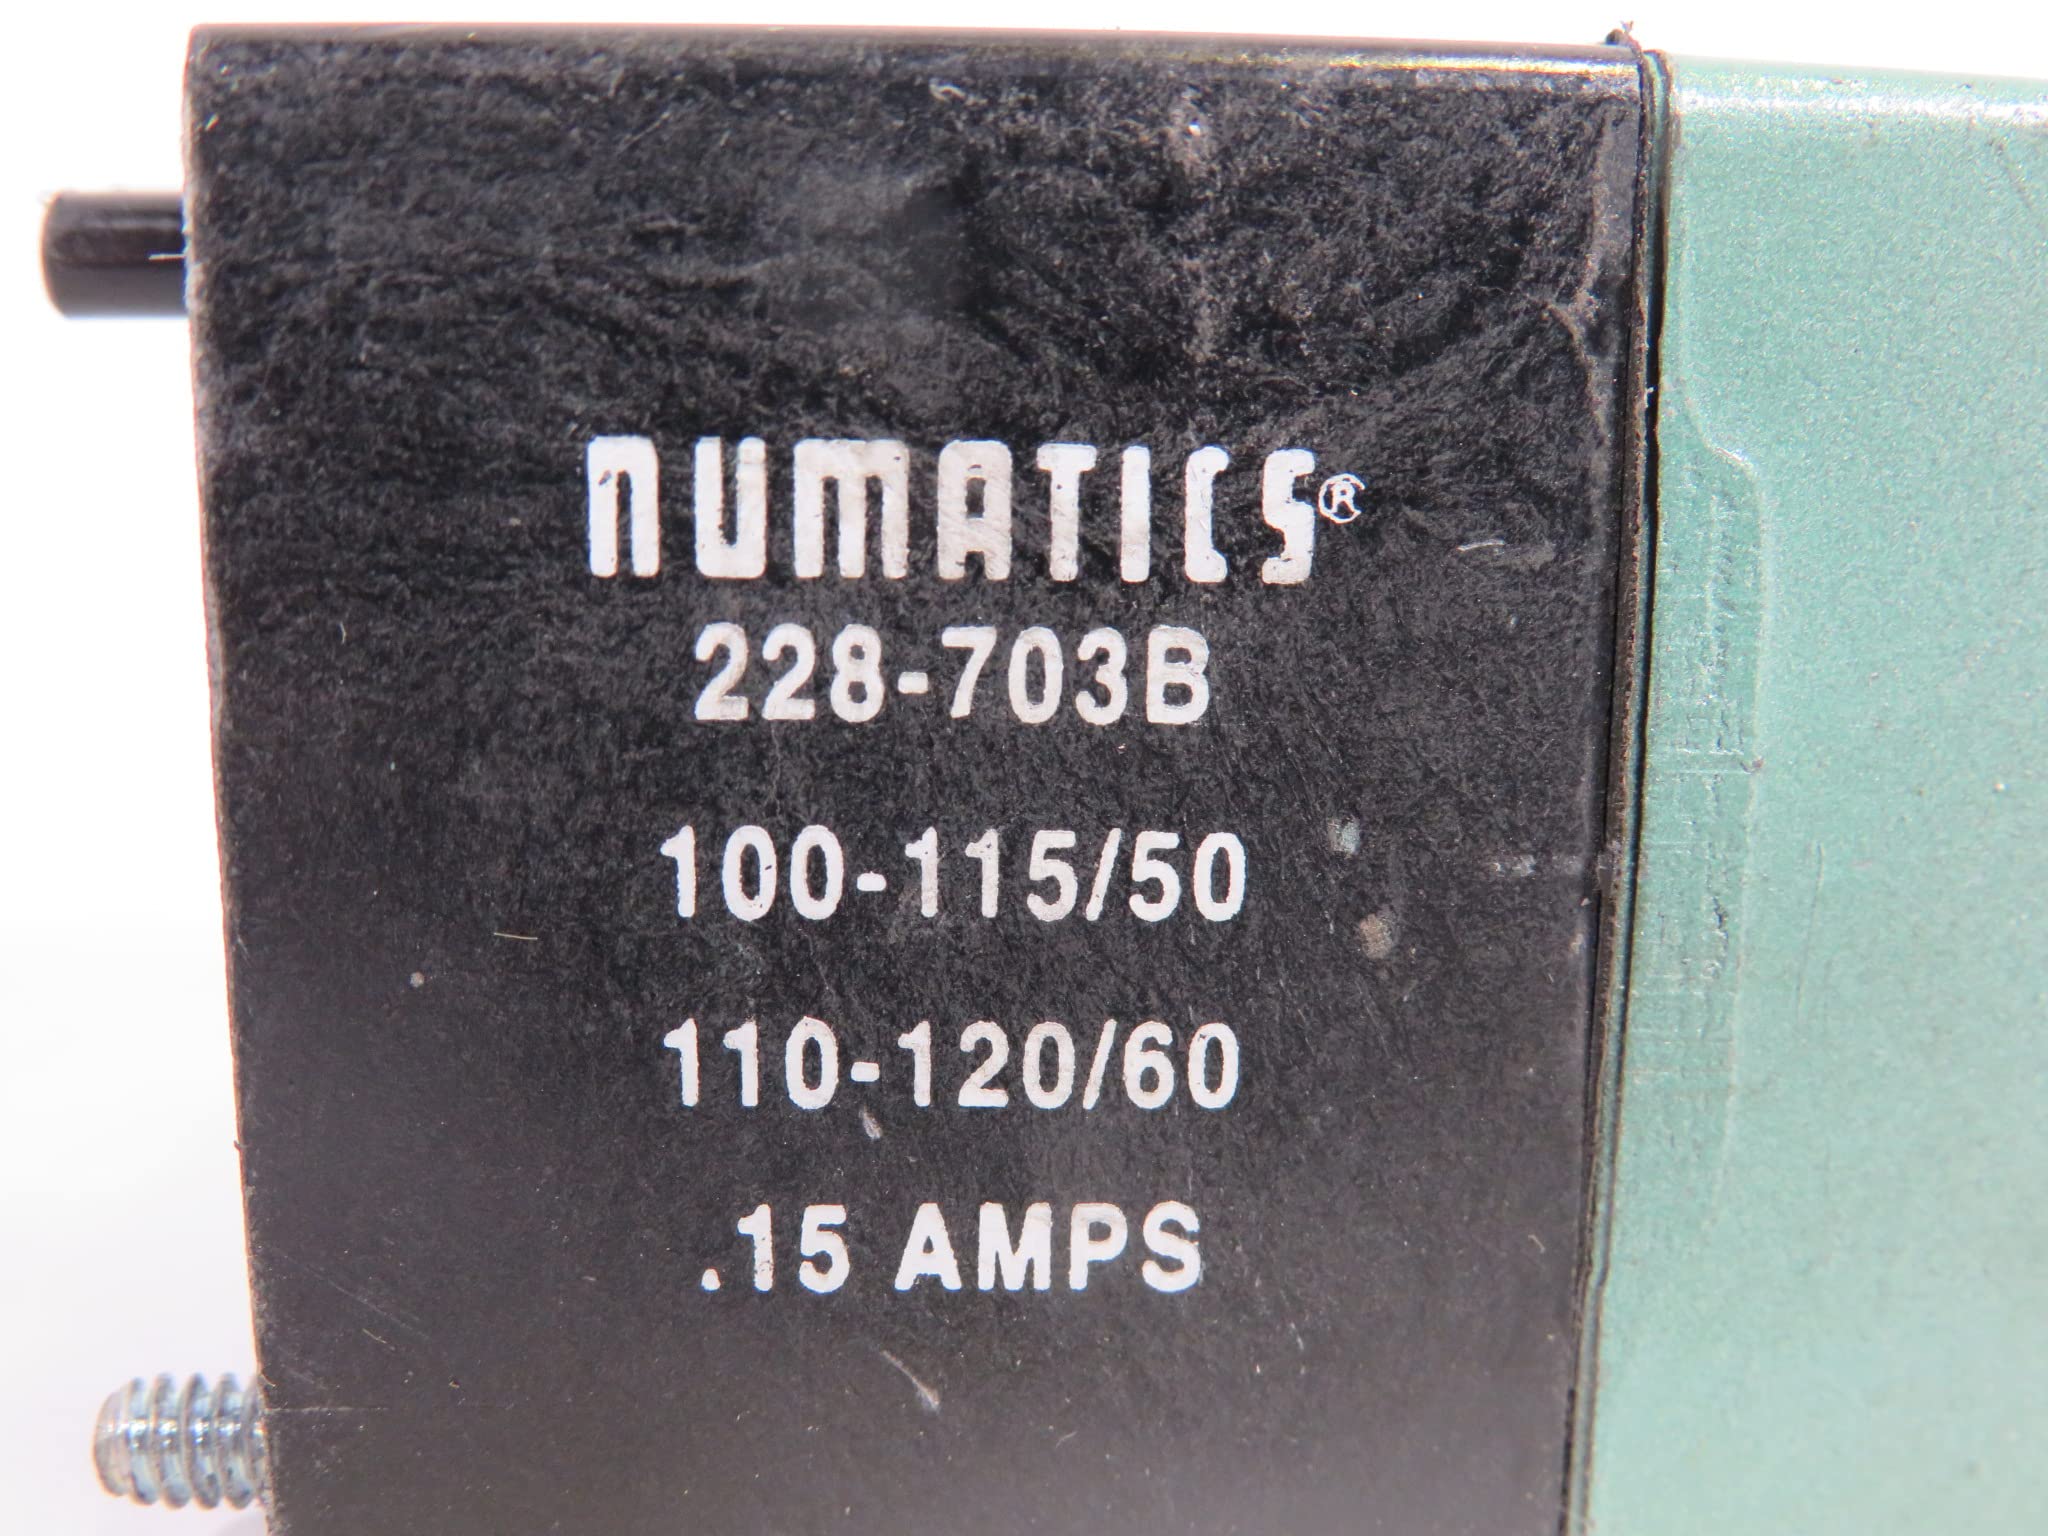 NUMATICS®
228-703B
100-115/50
110-120/60
.15 AMPS